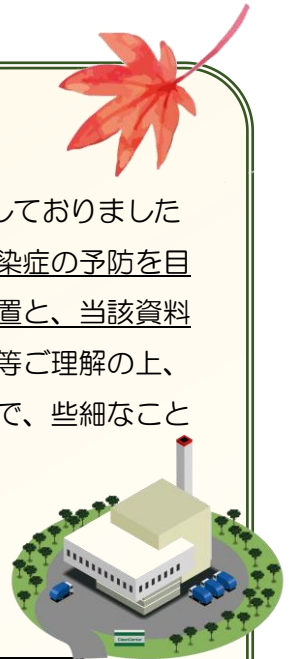 しておりました
染症の予防を目
置と、当該資料
等ご理解の上、
で、些細なこと